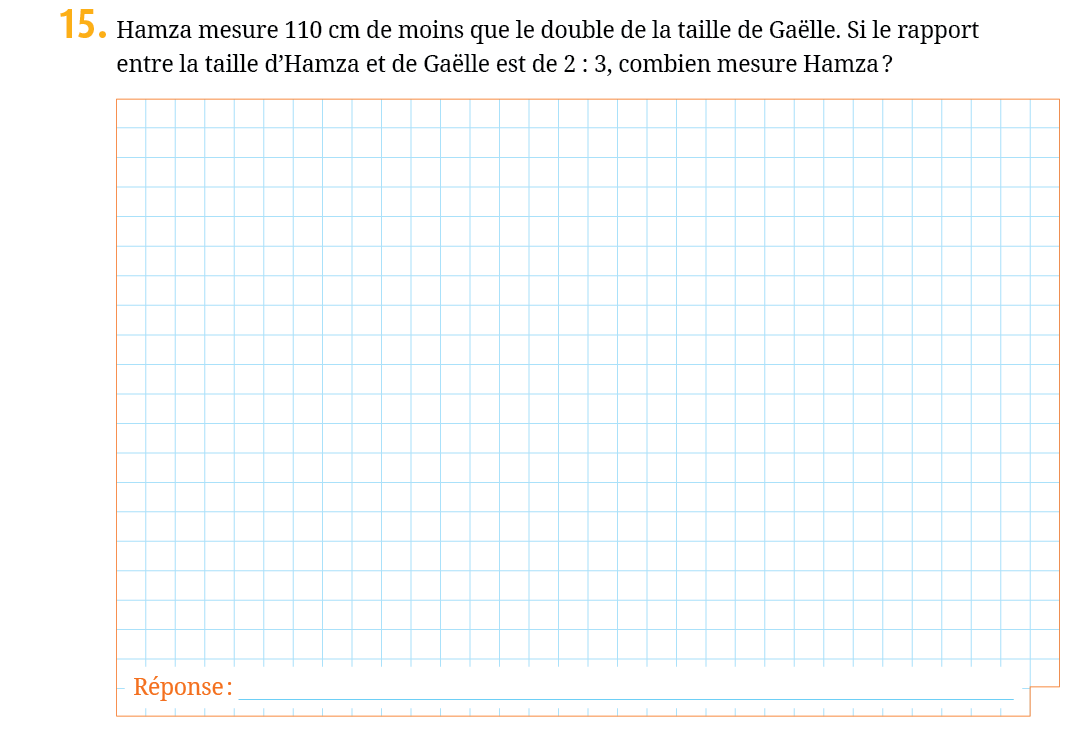 15. Hamza mesure 110 cm de moins que le double de la taille de Gaëlle. Si le rapport
entre la taille d’Hamza et de Gaëlle est de 2 : 3, combien mesure Hamza ?
Réponse :